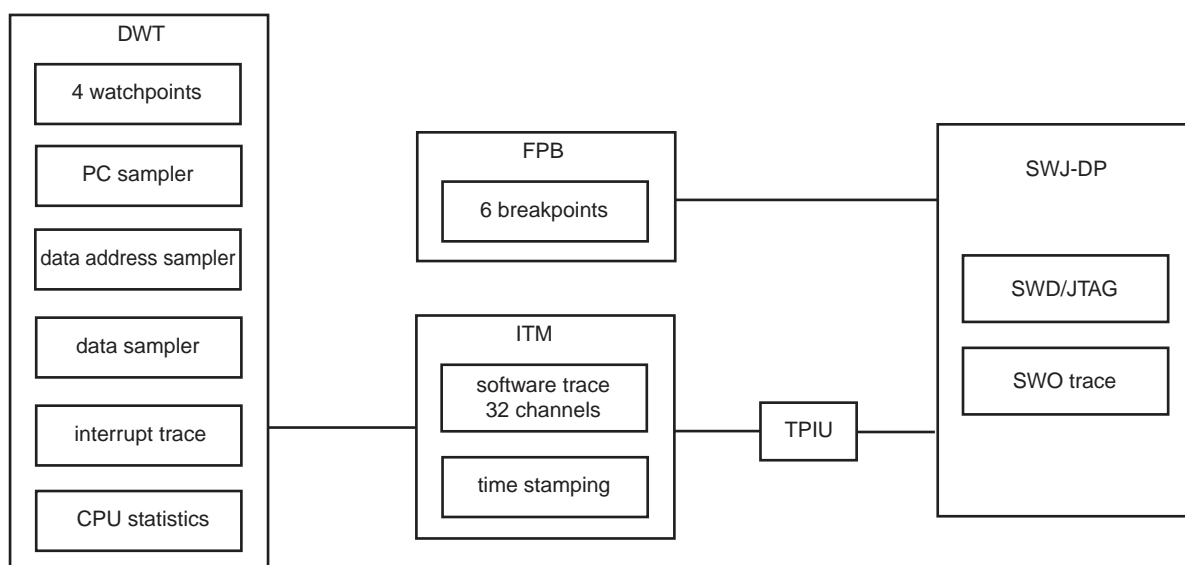 DWT
4 watchpoints
PC sampler
data address sampler
data sampler
interrupt trace
CPU statistics
FPB
6 breakpoints
ITM
software trace
32 channels
time stamping
TPIU
SWJ-DP
SWD/JTAG
SWO trace